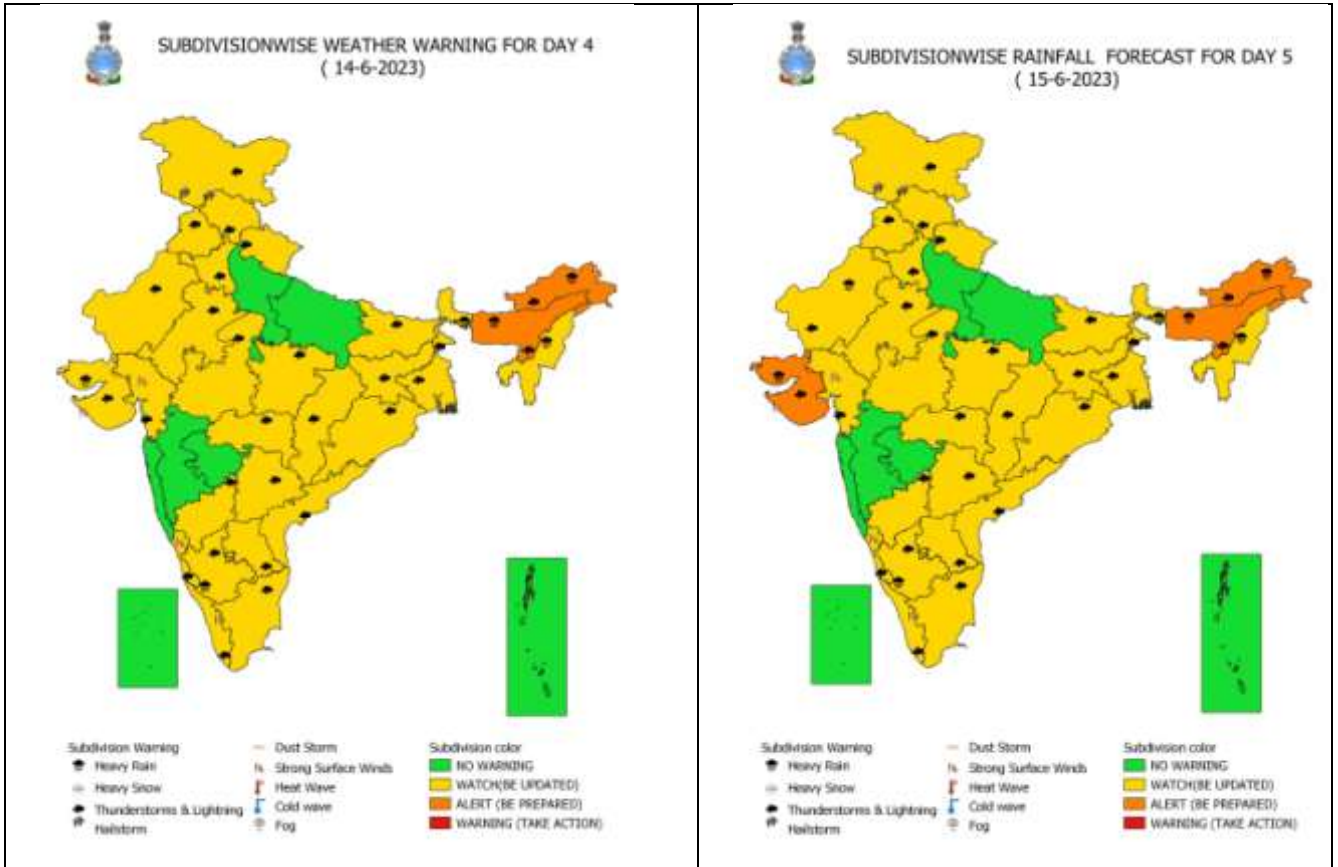 SUBDIVISIONWISE WEATHER WARNING FOR DAY 4
( 14-6-2023)
Subdivision Warning
Heavy Rain
Heavy Snow
Thunderstorms & Lightning
Hailstorm
Dust Storm
Strong Surface Winds
Heat Wave
Cold wave
Fog
Subdivision color
NO WARNING
WATCH(BE UPDATED)
ALERT (BE PREPARED)
WARNING (TAKE ACTION)
SUBDIVISIONWISE RAINFALL FORECAST FOR DAY 5
( 15-6-2023)
Subdivision Warning
Heavy Rain
Heavy Snow
Thunderstorms & Lightning
Hailstorm
Dust Storm
Strong Surface Winds
Heat Wave
Cold wave
Fog
Subdivision color
NO WARNING
WATCH(BE UPDATED)
ALERT (BE PREPARED)
WARNING (TAKE ACTION)